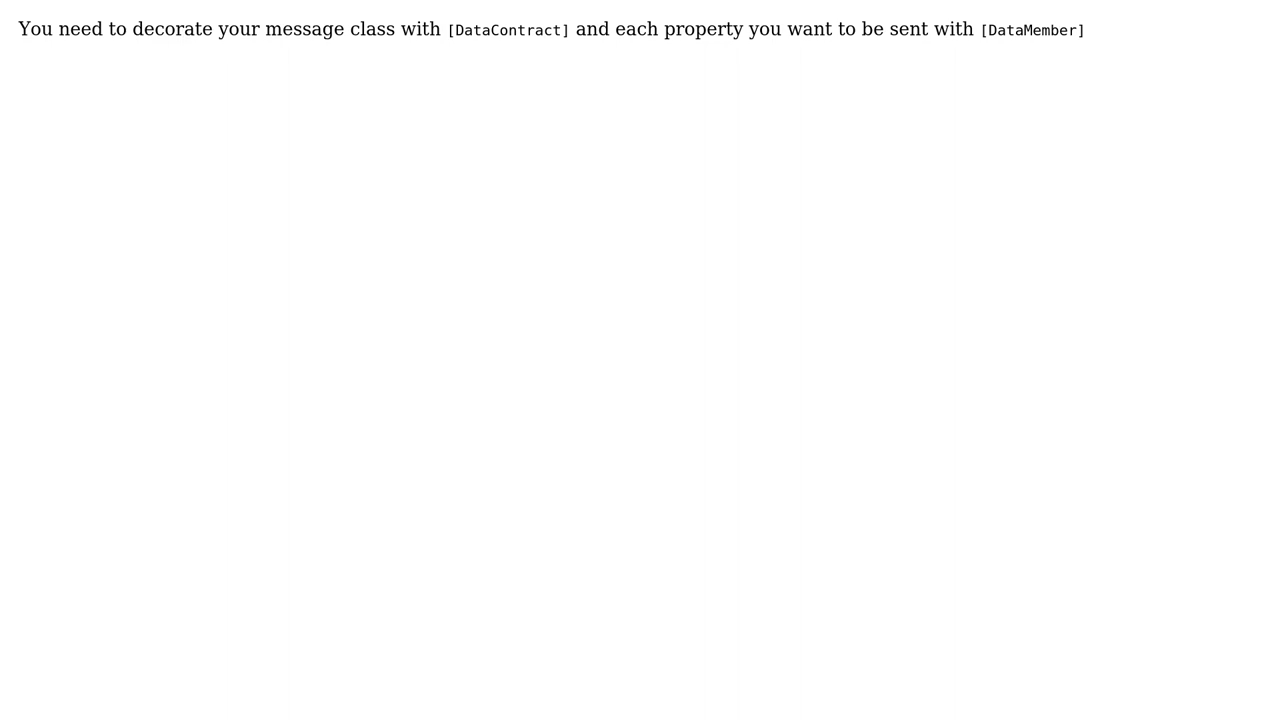 You need to decorate your message class with [DataContract] and each property you want to be sent with [DataMember]